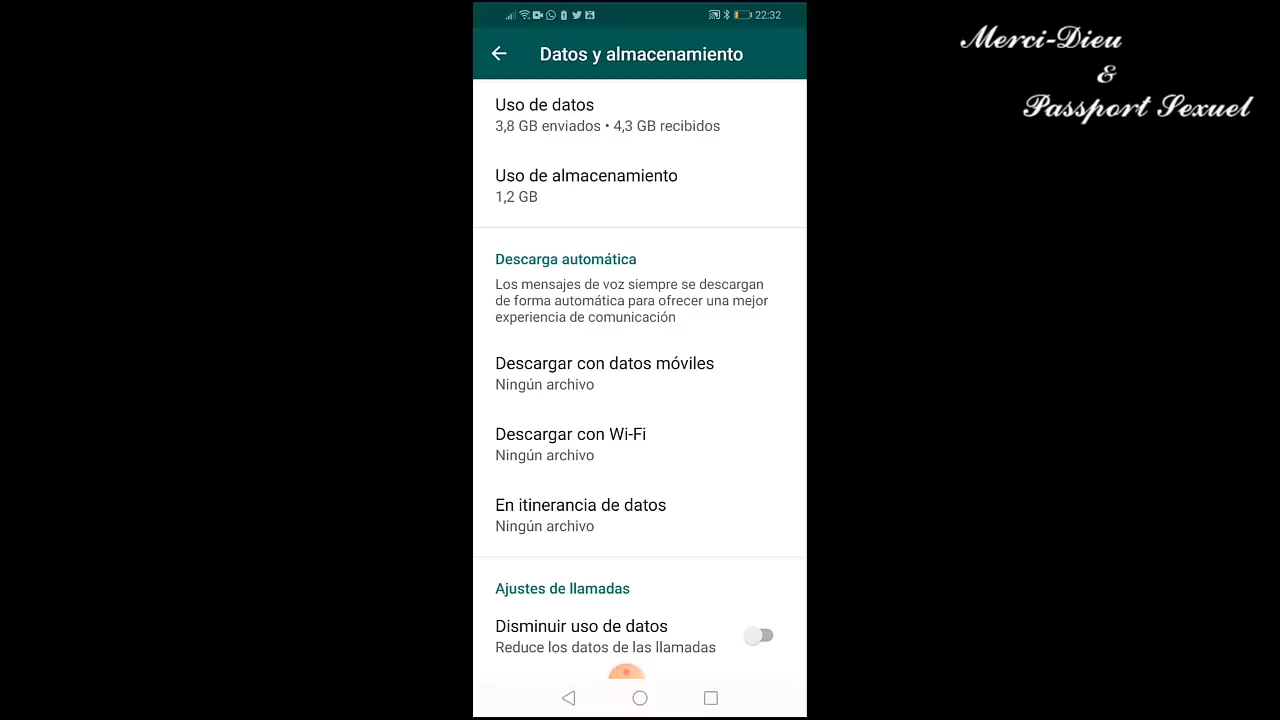 22:32
Datos y almacenamiento
Uso de datos
3,8 GB enviados • 4,3 GB recibidos
Uso de almacenamiento
1,2 GB
Descarga automática
Los mensajes de voz siempre se descargan
de forma automática para ofrecer una mejor
experiencia de comunicación
Descargar con datos móviles
Ningún archivo
Descargar con Wi-Fi
Ningún archivo
En itinerancia de datos
Ningún archivo
Ajustes de llamadas
Disminuir uso de datos
Reduce los datos de las llamadas
Merci-Dieu
&
Passport Sexuel